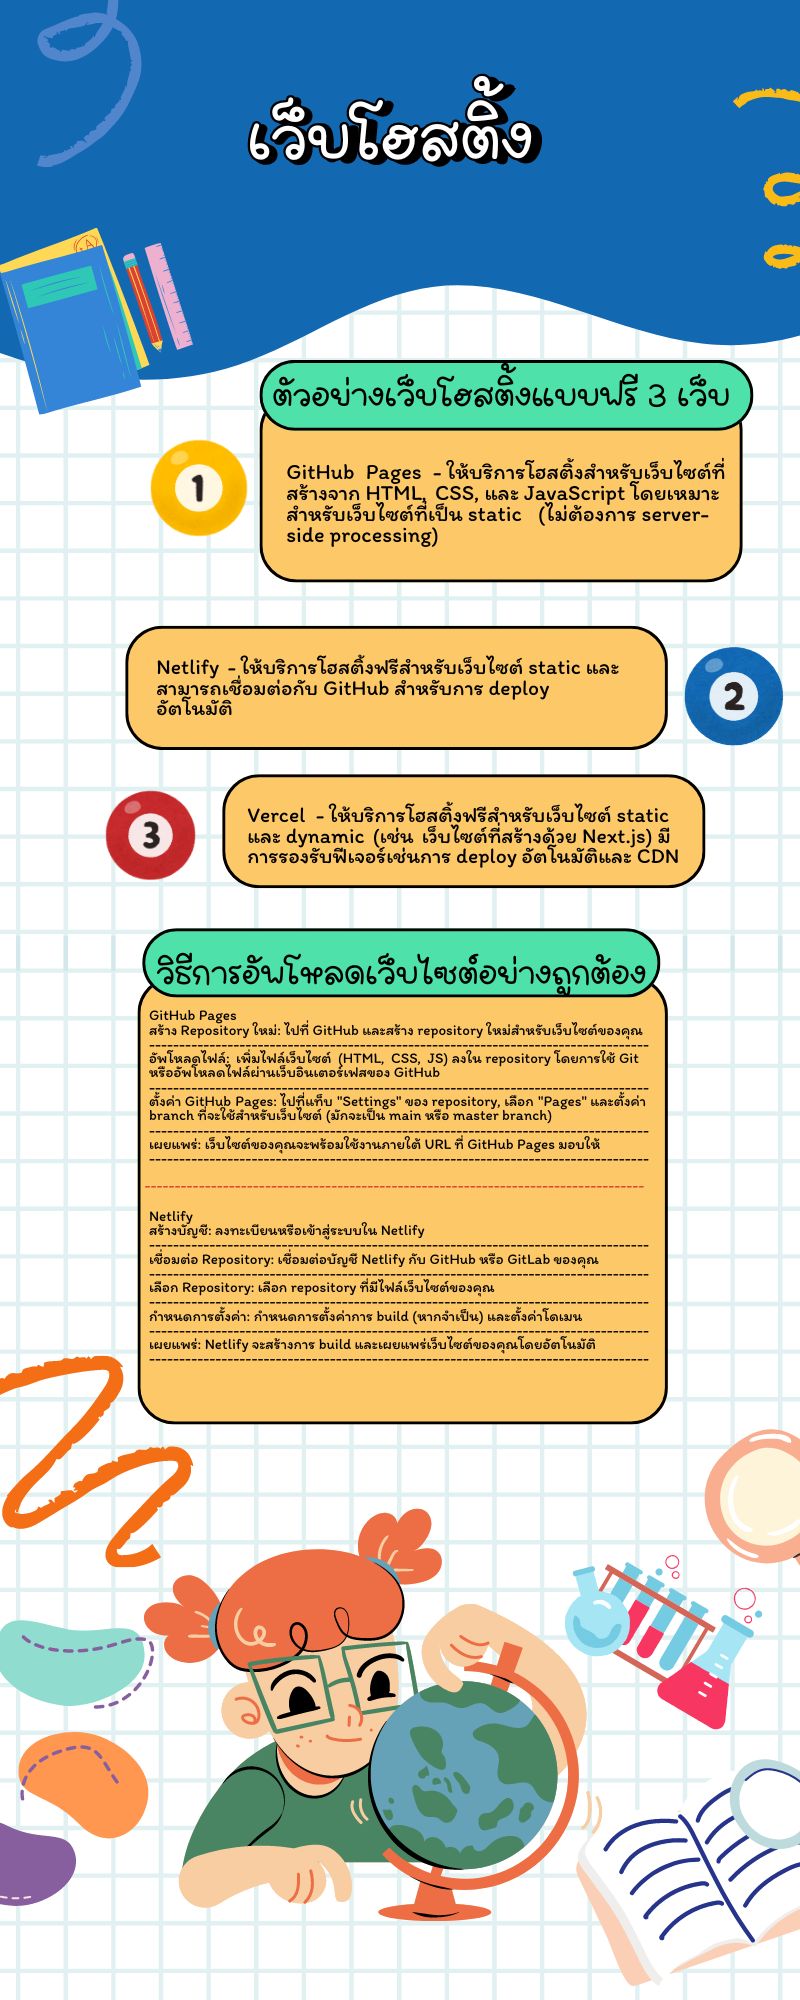 เว็บโฮสติ้ง
ตัวอย่างเว็บโฮสติ้งแบบฟรี 3 เว็บ
1
GitHub Pages - ให้บริการโฮสติ้งสำหรับเว็บไซต์ที่
สร้างจาก HTML, CSS, และ JavaScript โดยเหมาะ
สำหรับเว็บไซต์ที่เป็น static (ไม่ต้องการ server-
side processing)
Netlify - ให้บริการโฮสติ้งฟรีสำหรับเว็บไซต์ static และ
สามารถเชื่อมต่อกับ GitHub สำหรับการ deploy
อัตโนมัติ
2
3
Vercel - ให้บริการโฮสติ้งฟรีสำหรับเว็บไซต์ static
และ dynamic (เช่น เว็บไซต์ที่สร้างด้วย Next.js) มี
การรองรับฟีเจอร์เช่นการ deploy อัตโนมัติและ CDN
วิธีการอัพโหลดเว็บไซต์อย่างถูกต้อง
GitHub Pages
สร้าง Repository ใหม่: ไปที่ GitHub และสร้าง repository ใหม่สำหรับเว็บไซต์ของคุณ
อัพโหลดไฟล์: เพิ่มไฟล์เว็บไซต์ (HTML, CSS, JS) ลงใน repository โดยการใช้ Git
หรืออัพโหลดไฟล์ผ่านเว็บอินเตอร์เฟสของ GitHub
ตั้งค่า GitHub Pages: ไปที่แท็บ "Settings" ของ repository, เลือก "Pages" และตั้งค่า
branch ที่จะใช้สำหรับเว็บไซต์ (มักจะเป็น main หรือ master branch)
เผยแพร่: เว็บไซต์ของคุณจะพร้อมใช้งานภายใต้ URL ที่ GitHub Pages มอบให้
Netlify
สร้างบัญชี: ลงทะเบียนหรือเข้าสู่ระบบใน Netlify
เชื่อมต่อ Repository: เชื่อมต่อบัญชี Netlify กับ GitHub หรือ GitLab ของคุณ
เลือก Repository: เลือก repository ที่มีไฟล์เว็บไซต์ของคุณ
กำหนดการตั้งค่า: กำหนดการตั้งค่าการ build (หากจำเป็น) และตั้งค่าโดเมน
เผยแพร่: Netlify จะสร้างการ build และเผยแพร่เว็บไซต์ของคุณโดยอัตโนมัติ